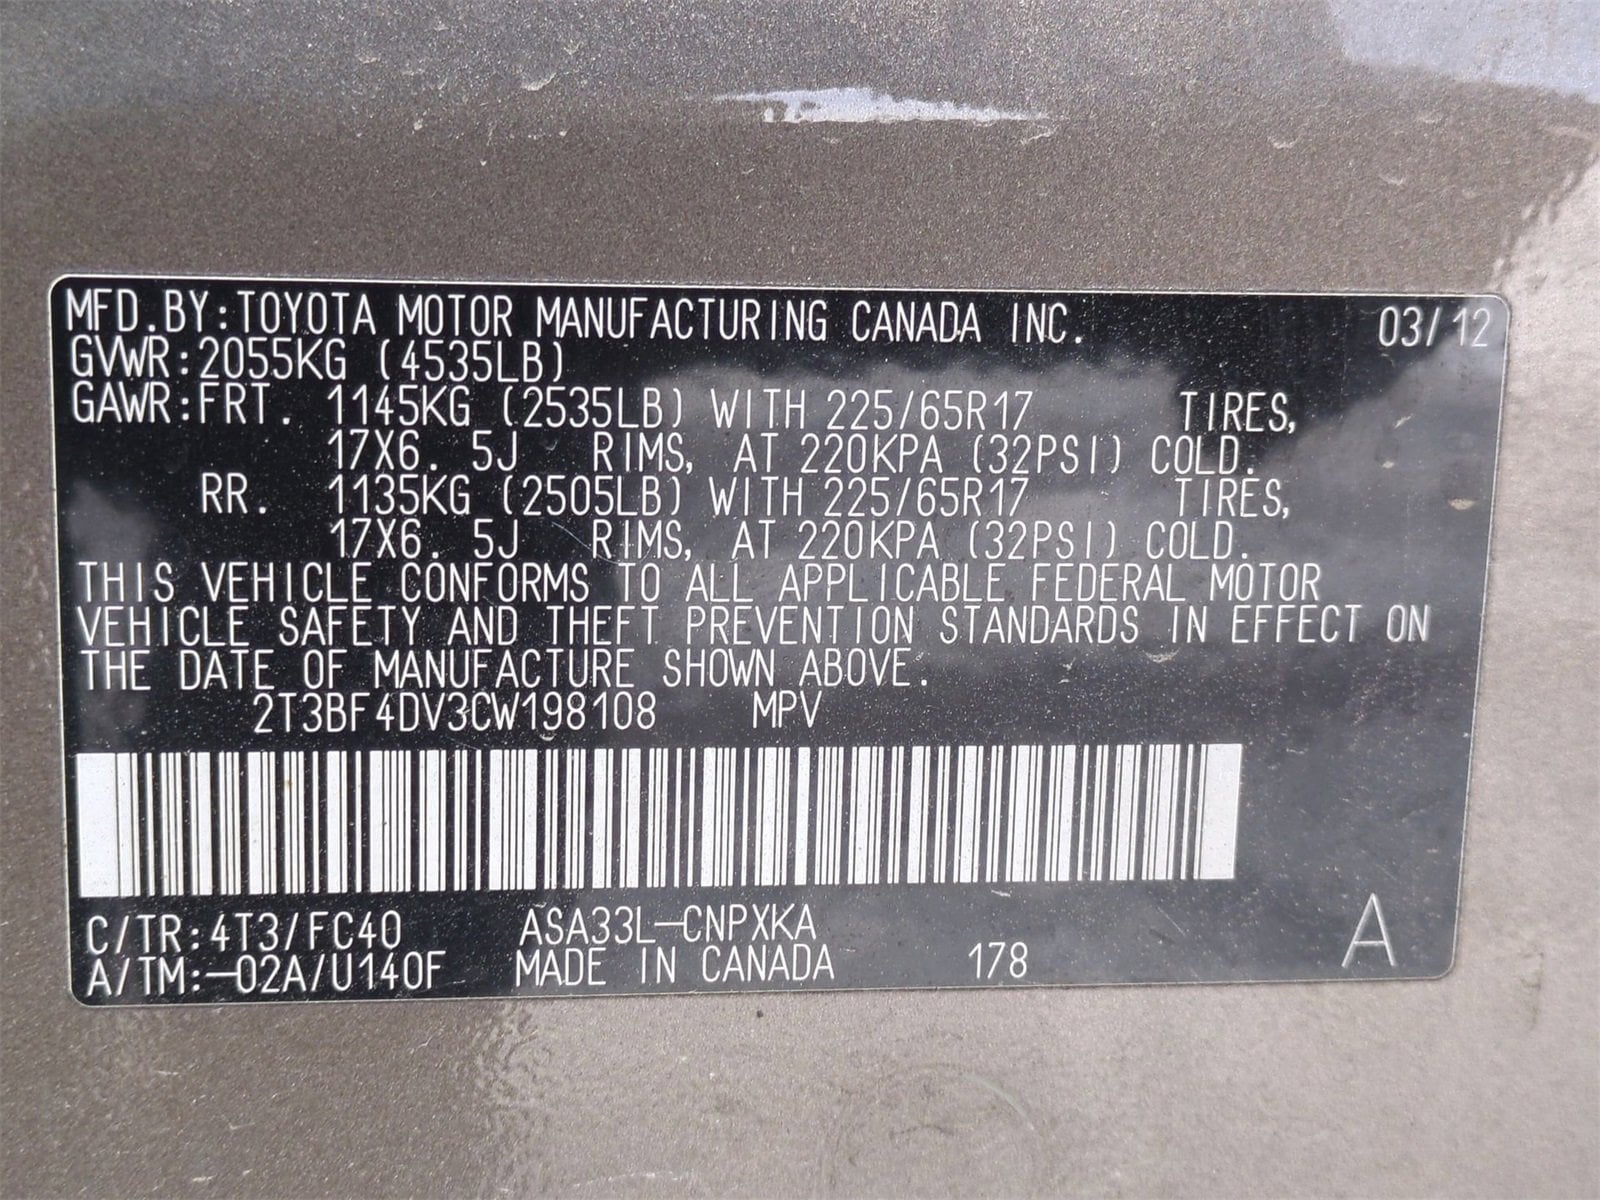 MFD.BY:TOYOTA MOTOR MANUFACTURING CANADA INC. 03/12
GVWR:2055KG (4535LB)
GAWR:FRT. 1145KG (2535LB) WITH 225/65R17 TIRES,
17X6.5J RIMS, AT 220KPA (32PSI) COLD.
RR. 1135KG (2505LB) WITH 225/65R17 TIRES,
17X6.5J RIMS, AT 220KPA (32PSI) COLD.
THIS VEHICLE CONFORMS TO ALL APPLICABLE FEDERAL MOTOR
VEHICLE SAFETY AND THEFT PREVENTION STANDARDS IN EFFECT ON
THE DATE OF MANUFACTURE SHOWN ABOVE.
2T3BF4DV3CW198108 MPV
C/TR:4T3/FC40 ASA33L-CNPXKA
A/TM:-02A/U140F MADE IN CANADA 178 A